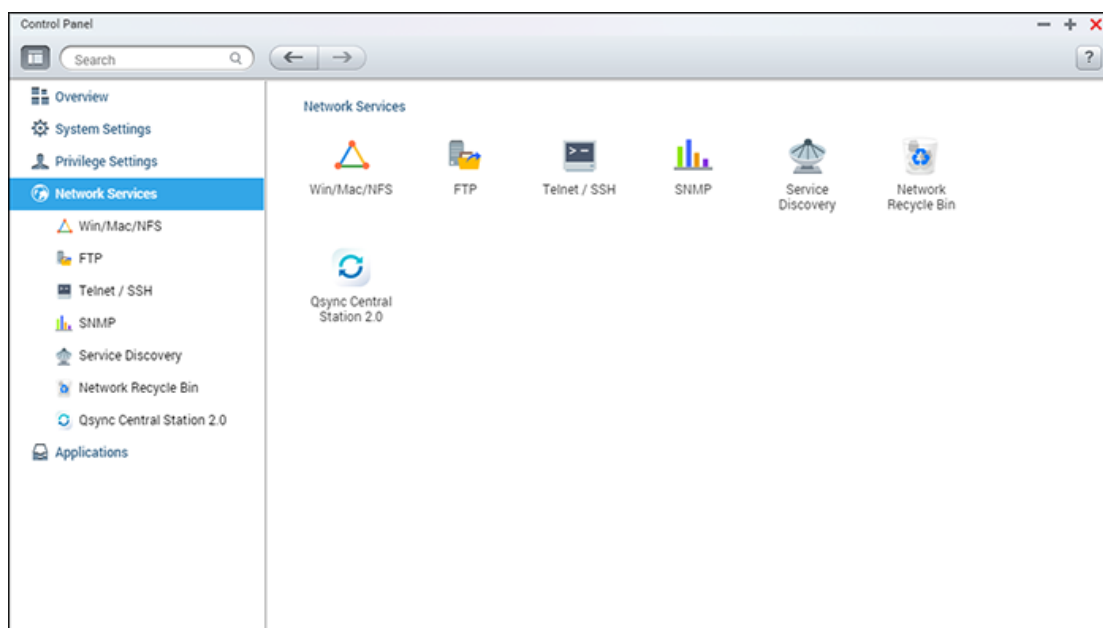 Control Panel
Search
?
Overview
System Settings
Privilege Settings
Network Services
Win/Mac/NFS
FTP
Telnet / SSH
SNMP
Service Discovery
Network Recycle Bin
Qsync Central Station 2.0
Applications
Network Services
Win/Mac/NFS
FTP
Telnet / SSH
SNMP
Service
Discovery
Network
Recycle Bin
Qsync Central
Station 2.0